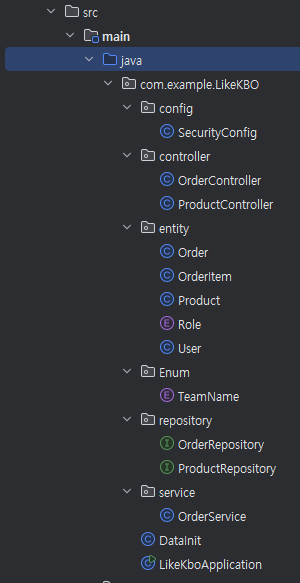 src
main
java
com.example.LikeKBO
config
C SecurityConfig
controller
C OrderController
C ProductController
entity
C Order
C OrderItem
C Product
E Role
C User
Enum
E TeamName
repository
I OrderRepository
I ProductRepository
service
C OrderService
C DataInit
C LikeKboApplication